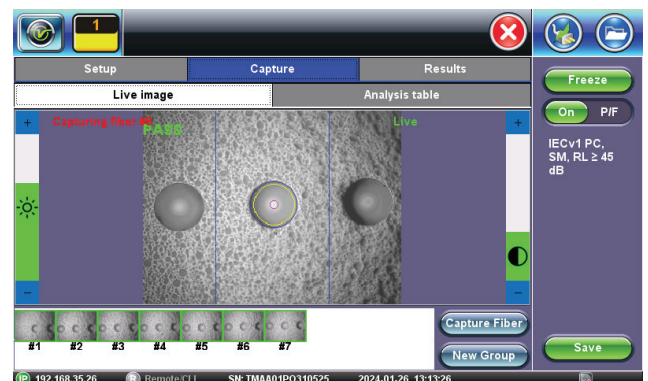 1
Setup
Capture
Results
Live image
Analysis table
Freeze
On P/F
IECv1 PC,
SM, RL ≥ 45
dB
+
Capturing fiber
PASS
Live
+
-
-
#1 #2 #3 #4 #5 #6 #7
Capture Fiber
New Group
Save
IP 192.168.35.26 R Remote/CLI SN: TMAA01PO310525 2024-01-26 13:13:26